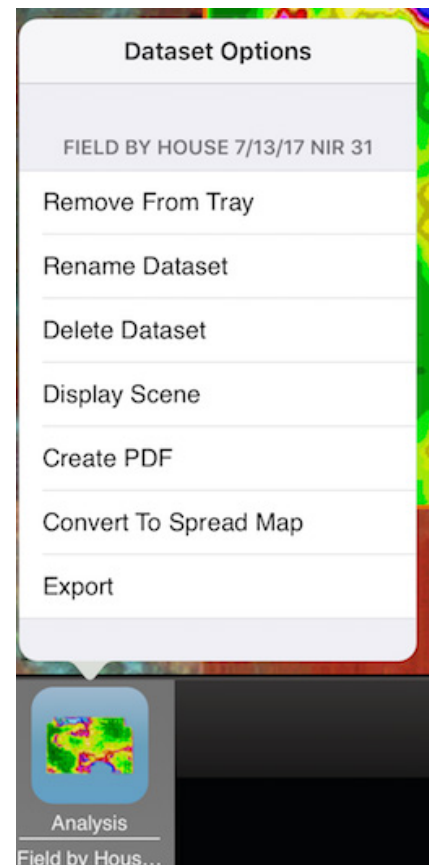 Dataset Options
FIELD BY HOUSE 7/13/17 NIR 31
Remove From Tray
Rename Dataset
Delete Dataset
Display Scene
Create PDF
Convert To Spread Map
Export
Analysis
Field by Hous...